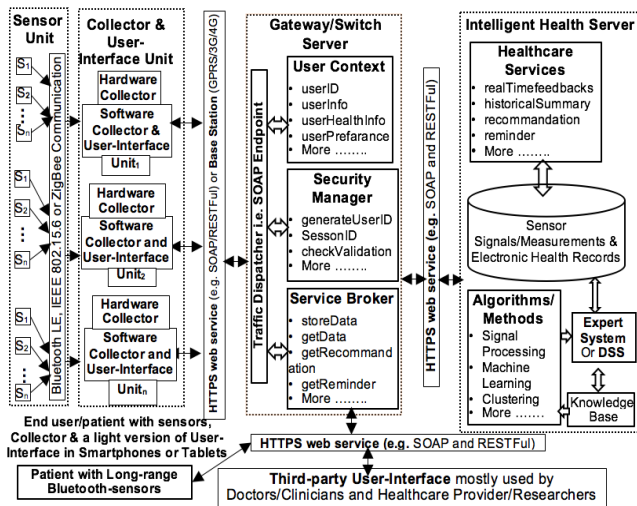 Sensor
Unit
S1
S2
Sn
S1
S2
Sn
S1
S2
Sn
Bluetooth LE, IEEE 802.15.6 or ZigBee Communication
Collector &
User-
Interface Unit
Hardware
Collector
Software
Collector &
User-Interface
Unit1
Hardware
Collector
Software
Collector and
User-Interface
Unit2
Hardware
Collector
Software
Collector and
User-Interface
Unitn
HTTPS web service (e.g. SOAP/RESTFul) or Base Station (GPRS/3G/4G)
Gateway/Switch
Server
Traffic Dispatcher i.e. SOAP Endpoint
User Context
• userID
• userInfo
• userHealthInfo
• userPrefarance
• More ........
Security
Manager
• generateUserID
• SessonID
• checkValidation
• More .......
Service Broker
• storeData
• getData
• getRecommand
ation
• getReminder
• More ........
HTTPS web service (e.g. SOAP and RESTFul)
Intelligent Health Server
Healthcare
Services
• realTimefeedbacks
• historicalSummary
• recommandation
• reminder
• More ........
Sensor
Signals/Measurements &
Electronic Health Records
Algorithms/
Methods
• Signal
Processing
• Machine
Learning
• Clustering
• More .......
Expert
System
Or DSS
Knowledge
Base
End user/patient with sensors,
Collector & a light version of User-
Interface in Smartphones or Tablets
HTTPS web service (e.g. SOAP and RESTFul)
Patient with Long-range
Bluetooth-sensors
Third-party User-Interface mostly used by
Doctors/Clinicians and Healthcare Provider/Researchers